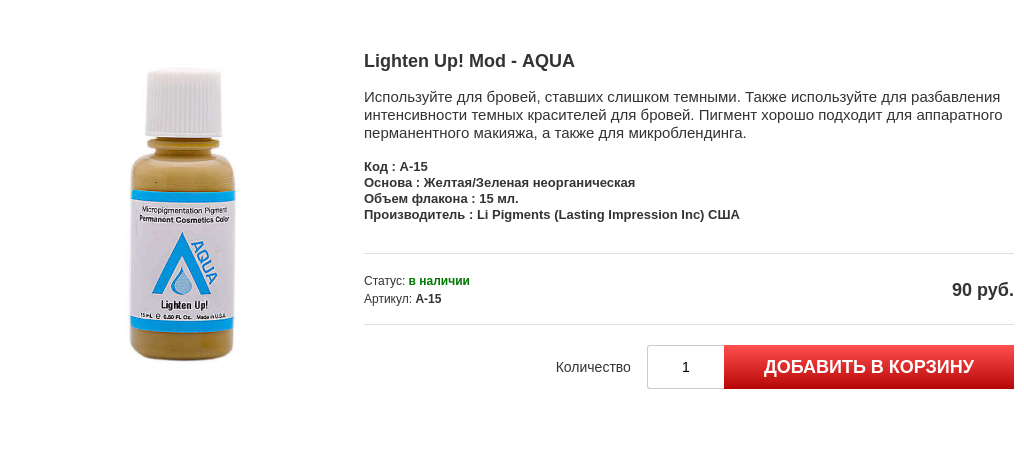 Lighten Up! Mod - AQUA
Используйте для бровей, ставших слишком темными. Также используйте для разбавления
интенсивности темных красителей для бровей. Пигмент хорошо подходит для аппаратного
перманентного макияжа, а также для микроблендинга.
Код : A-15
Основа : Желтая/Зеленая неорганическая
Объем флакона : 15 мл.
Производитель : Li Pigments (Lasting Impression Inc) США
Статус: в наличии
Артикул: A-15
90 руб.
Количество
1
ДОБАВИТЬ В КОРЗИНУ
Micropigmentation Pigment
Permanent Cosmetics Color
AQUA
Lighten Up!
15 mL ℮ 0.50 FL Oz. Made in U.S.A.